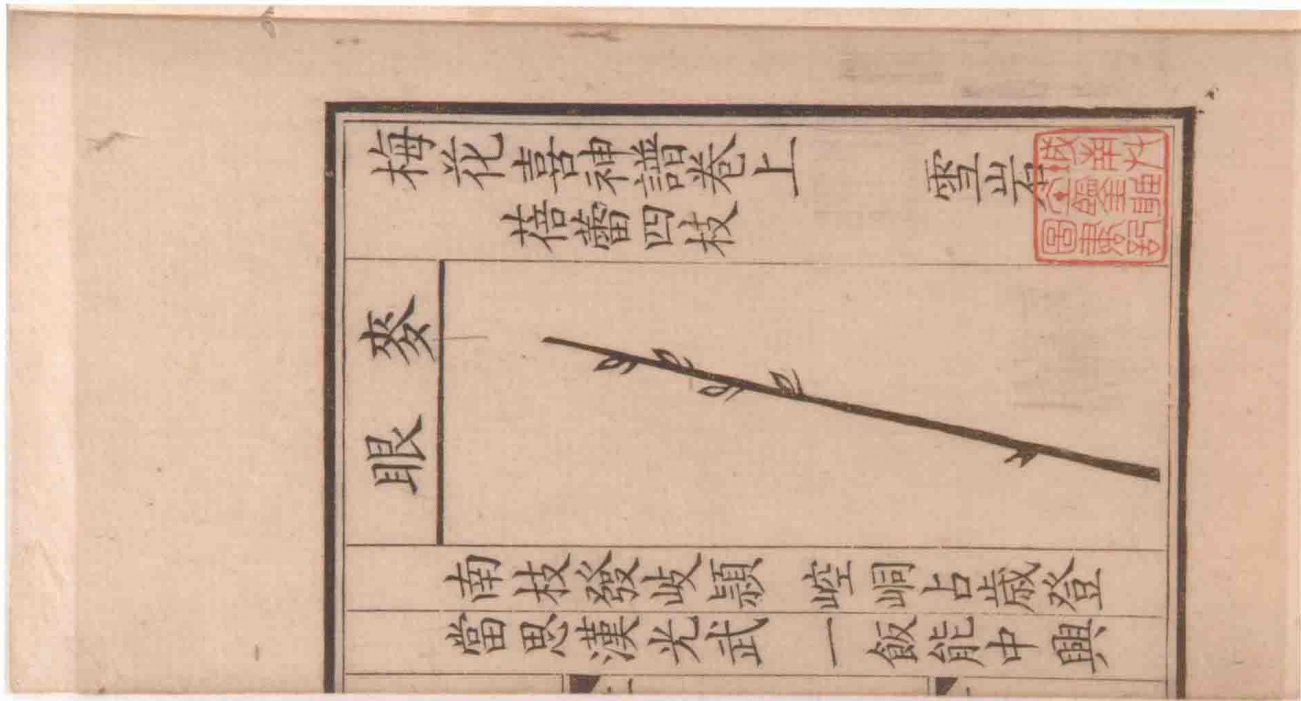 梅花喜神譜卷上
雪岩
蓓蕾四枝
麥眼
南枝發岐穎 崆峒占歲登
當思漢光武 一飯能中興